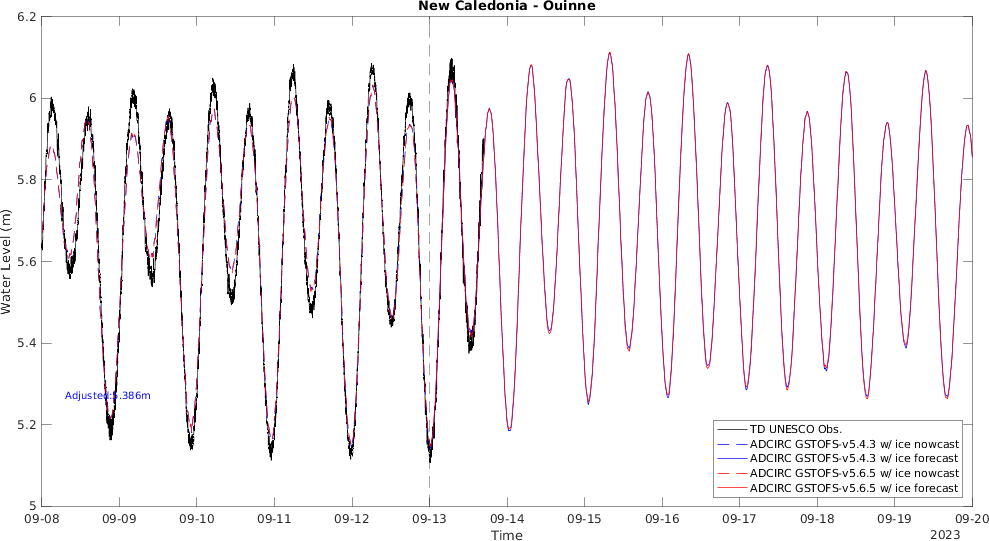 New Caledonia - Ouinne
6.2
6
5.8
5.6
5.4
5.2
5
Water Level (m)
Adjusted:5.386m
TD UNESCO Obs.
ADCIRC GSTOFS-v5.4.3 w/ ice nowcast
ADCIRC GSTOFS-v5.4.3 w/ ice forecast
ADCIRC GSTOFS-v5.6.5 w/ ice nowcast
ADCIRC GSTOFS-v5.6.5 w/ ice forecast
09-08 09-09 09-10 09-11 09-12 09-13 09-14 09-15 09-16 09-17 09-18 09-19 09-20
Time
2023